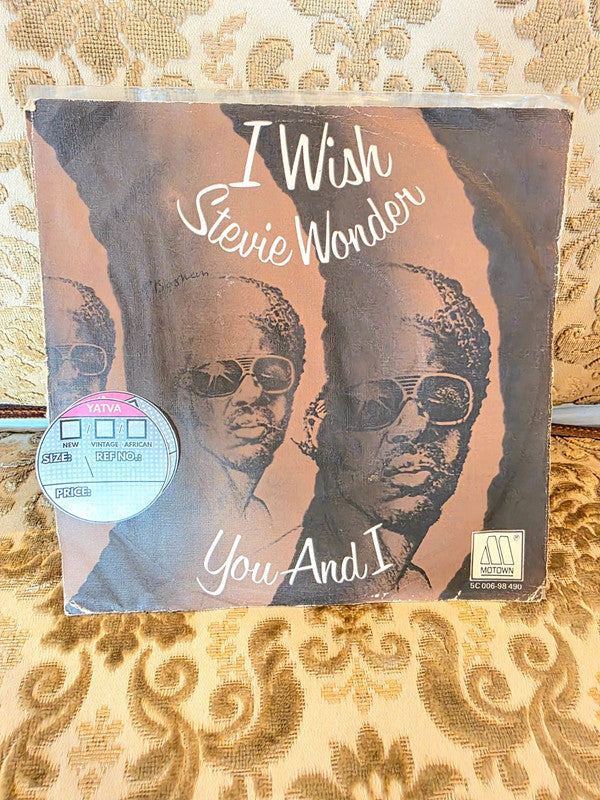 I Wish
Stevie Wonder
YATVA
/ /
NEW VINTAGE AFRICAN
SIZE: \ REF NO.:
PRICE:
You And I
M
MOTOWN
®
5C 006-98 490